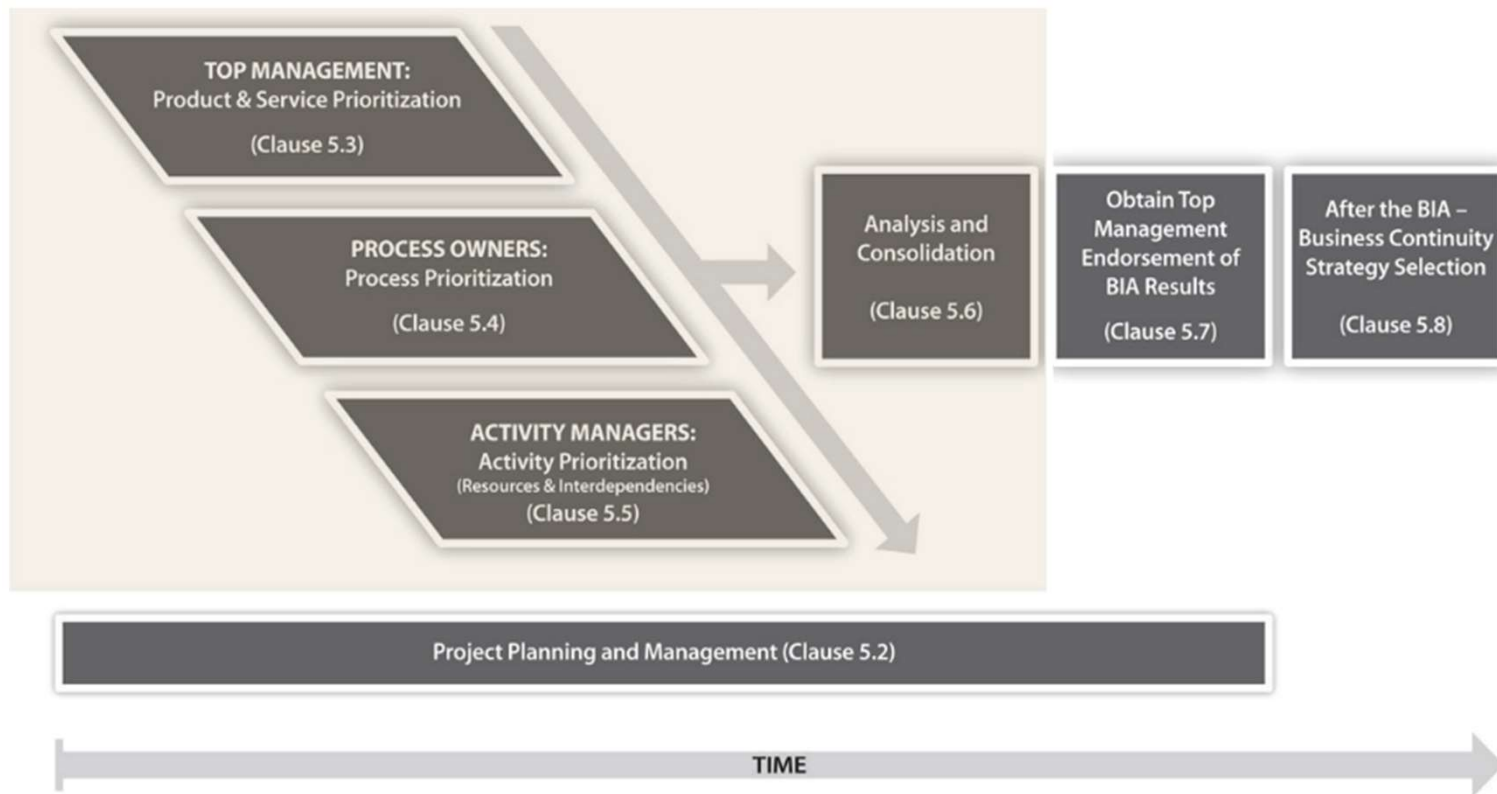 TOP MANAGEMENT:
Product & Service Prioritization
(Clause 5.3)
PROCESS OWNERS:
Process Prioritization
(Clause 5.4)
ACTIVITY MANAGERS:
Activity Prioritization
(Resources & Interdependencies)
(Clause 5.5)
Analysis and
Consolidation
(Clause 5.6)
Obtain Top
Management
Endorsement of
BIA Results
(Clause 5.7)
After the BIA –
Business Continuity
Strategy Selection
(Clause 5.8)
Project Planning and Management (Clause 5.2)
TIME